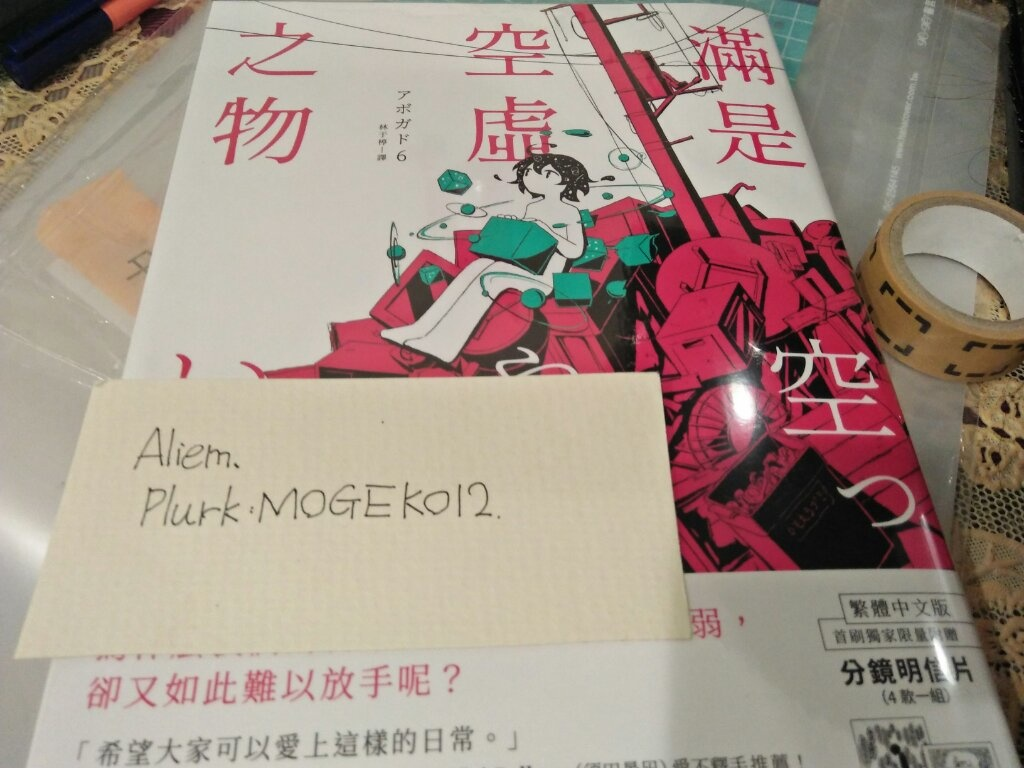 滿是
空虛
之物
アボガド6
林于楟—譯
空っ
Aliem.
Plurk:MOGEKO12.
弱，
卻又如此難以放手呢？
「希望大家可以愛上這樣的日常。」
愛不釋手推薦！
繁體中文版
首刷獨家限量附贈
分鏡明信片
(4款一組)